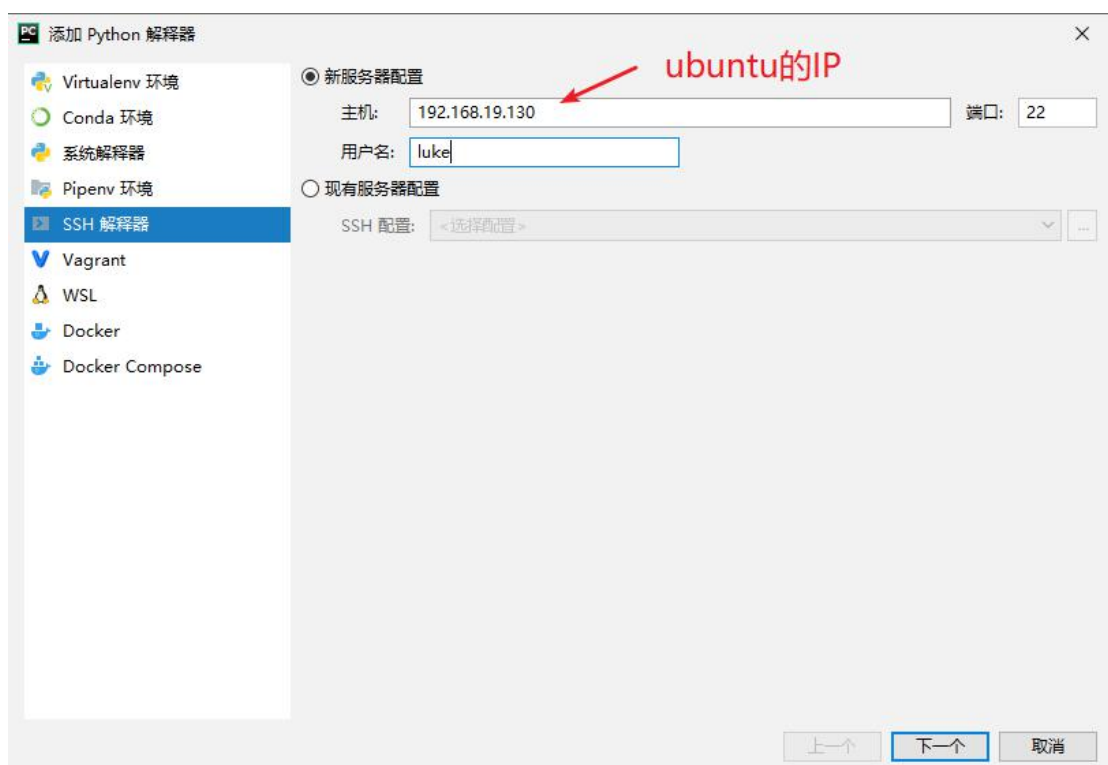 PC 添加 Python 解释器
Virtualenv 环境
Conda 环境
系统解释器
Pipenv 环境
SSH 解释器
Vagrant
WSL
Docker
Docker Compose
新服务器配置
ubuntu的IP
主机: 192.168.19.130 端口: 22
用户名: luke
现有服务器配置
SSH 配置: <选择配置> ...
上一个 下一个 取消